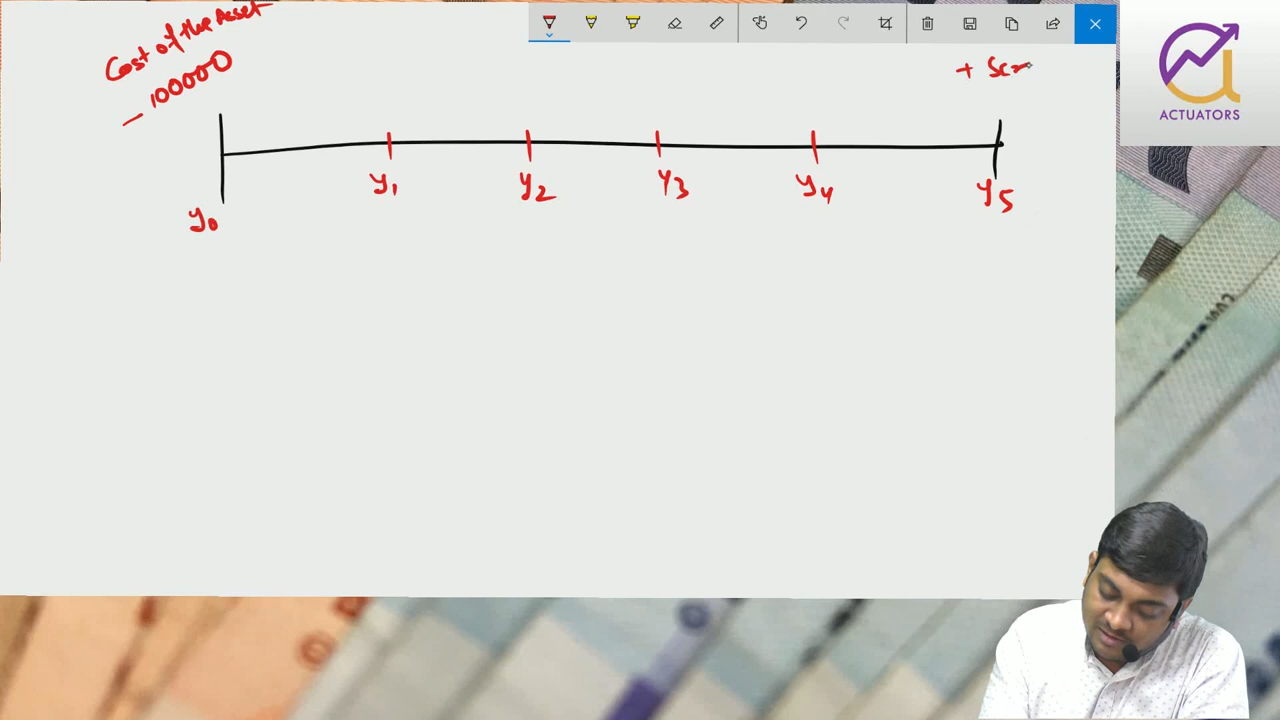 Cost of the Asset
- 100000
+ Scr
y0
y1
y2
y3
y4
y5
ACTUATORS